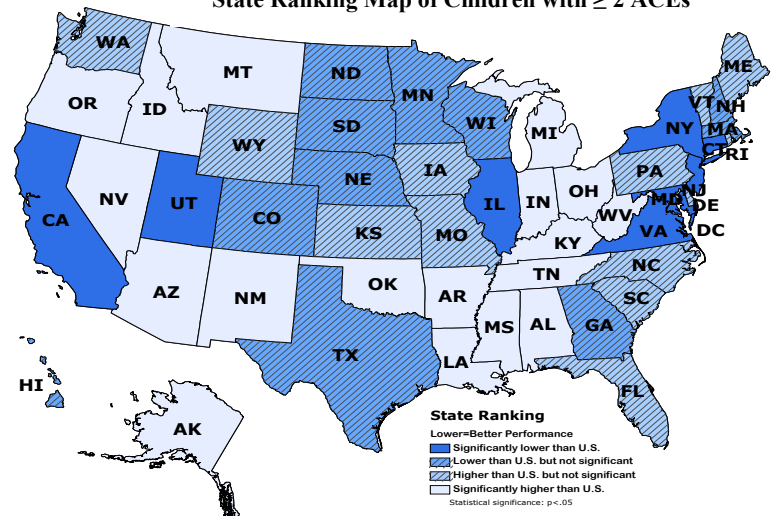 State Ranking Map of Children with ≥ 2 ACEs
WA
MT
ND
MN
ME
OR
ID
SD
WI
VT
NH
WY
MI
NY
MA
CT
RI
NE
IA
PA
NV
UT
CO
IL
IN
OH
NJ
MD
DE
CA
KS
MO
WV
VA
DC
KY
AZ
NM
OK
TN
NC
AR
SC
MS
AL
GA
TX
LA
HI
FL
AK
State Ranking
Lower=Better Performance
Significantly lower than U.S.
Lower than U.S. but not significant
Higher than U.S. but not significant
Significantly higher than U.S.
Statistical significance: p<.05